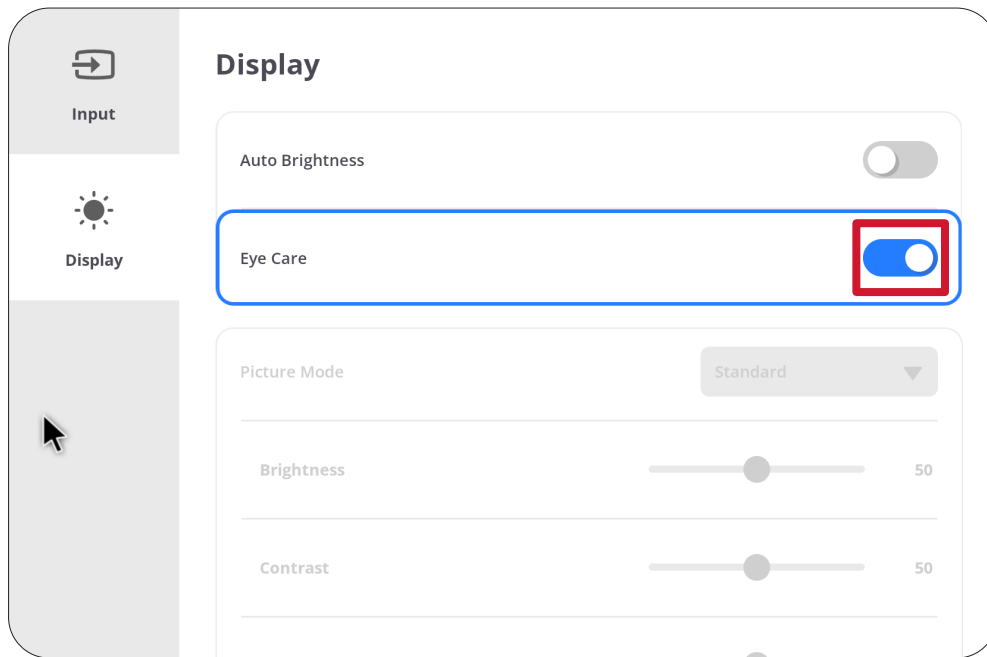 Input
Display
Display
Auto Brightness
Eye Care
Picture Mode
Standard
Brightness
50
Contrast
50